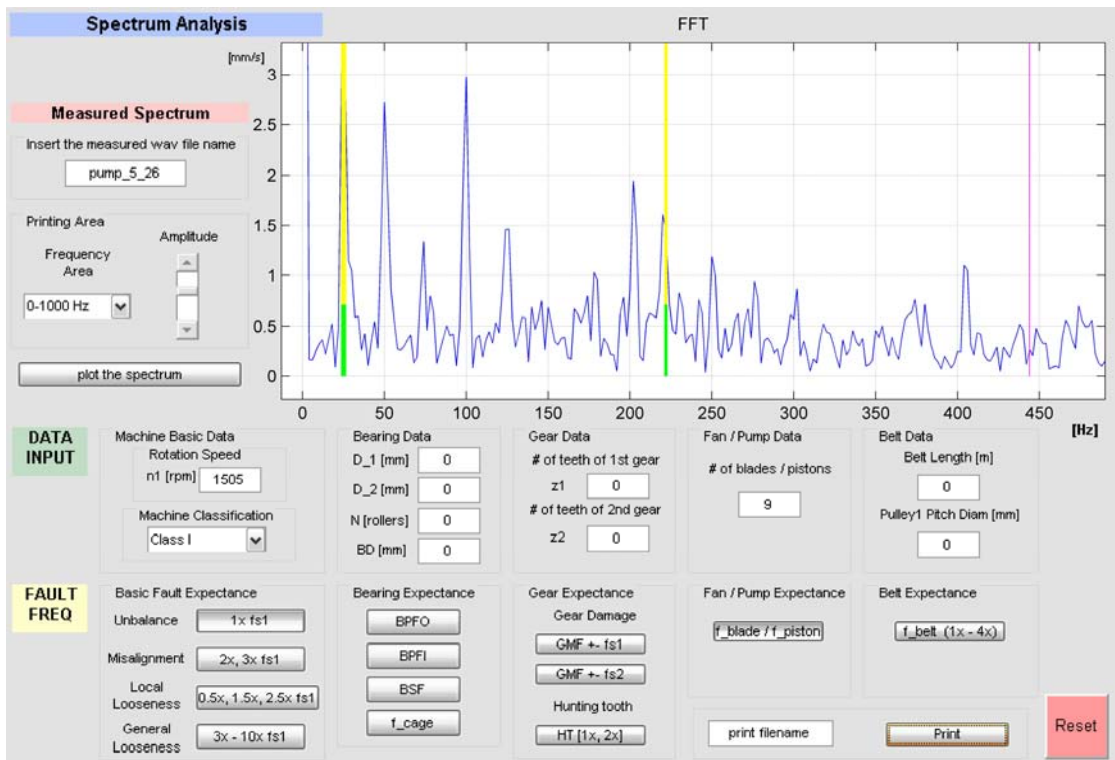 Spectrum Analysis
FFT
[mm/s]
3
2.5
2
1.5
1
0.5
0
0 50 100 150 200 250 300 350 400 450
[Hz]
Measured Spectrum
Insert the measured wav file name
pump_5_26
Printing Area
Frequency
Area
Amplitude
0-1000 Hz
plot the spectrum
DATA
INPUT
Machine Basic Data
Rotation Speed
n1 [rpm] 1505
Machine Classification
Class I
Bearing Data
D_1 [mm] 0
D_2 [mm] 0
N [rollers] 0
BD [mm] 0
Gear Data
# of teeth of 1st gear
z1 0
# of teeth of 2nd gear
z2 0
Fan / Pump Data
# of blades / pistons
9
Belt Data
Belt Length [m]
0
Pulley1 Pitch Diam [mm]
0
FAULT
FREQ
Basic Fault Expectance
Unbalance 1x fs1
Misalignment 2x, 3x fs1
Local
Looseness 0.5x, 1.5x, 2.5x fs1
General
Looseness 3x - 10x fs1
Bearing Expectance
BPFO
BPFI
BSF
f_cage
Gear Expectance
Gear Damage
GMF +- fs1
GMF +- fs2
Hunting tooth
HT [1x, 2x]
Fan / Pump Expectance
f_blade / f_piston
Belt Expectance
f_belt (1x - 4x)
print filename
Print
Reset